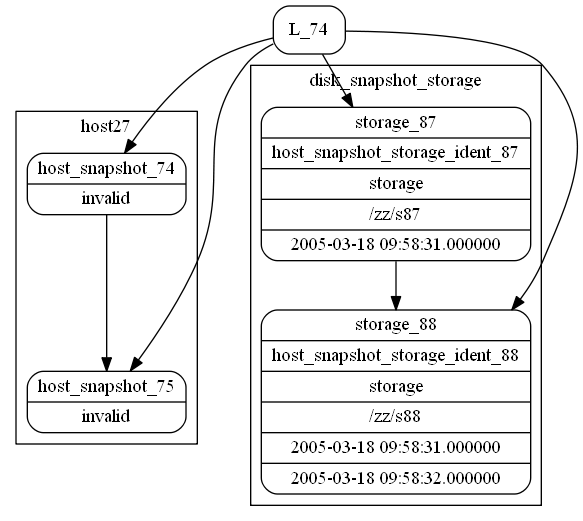 L_74
disk_snapshot_storage
storage_87
host_snapshot_storage_ident_87
storage
/zz/s87
2005-03-18 09:58:31.000000
host27
host_snapshot_74
invalid
storage_88
host_snapshot_storage_ident_88
storage
/zz/s88
2005-03-18 09:58:31.000000
2005-03-18 09:58:32.000000
host_snapshot_75
invalid